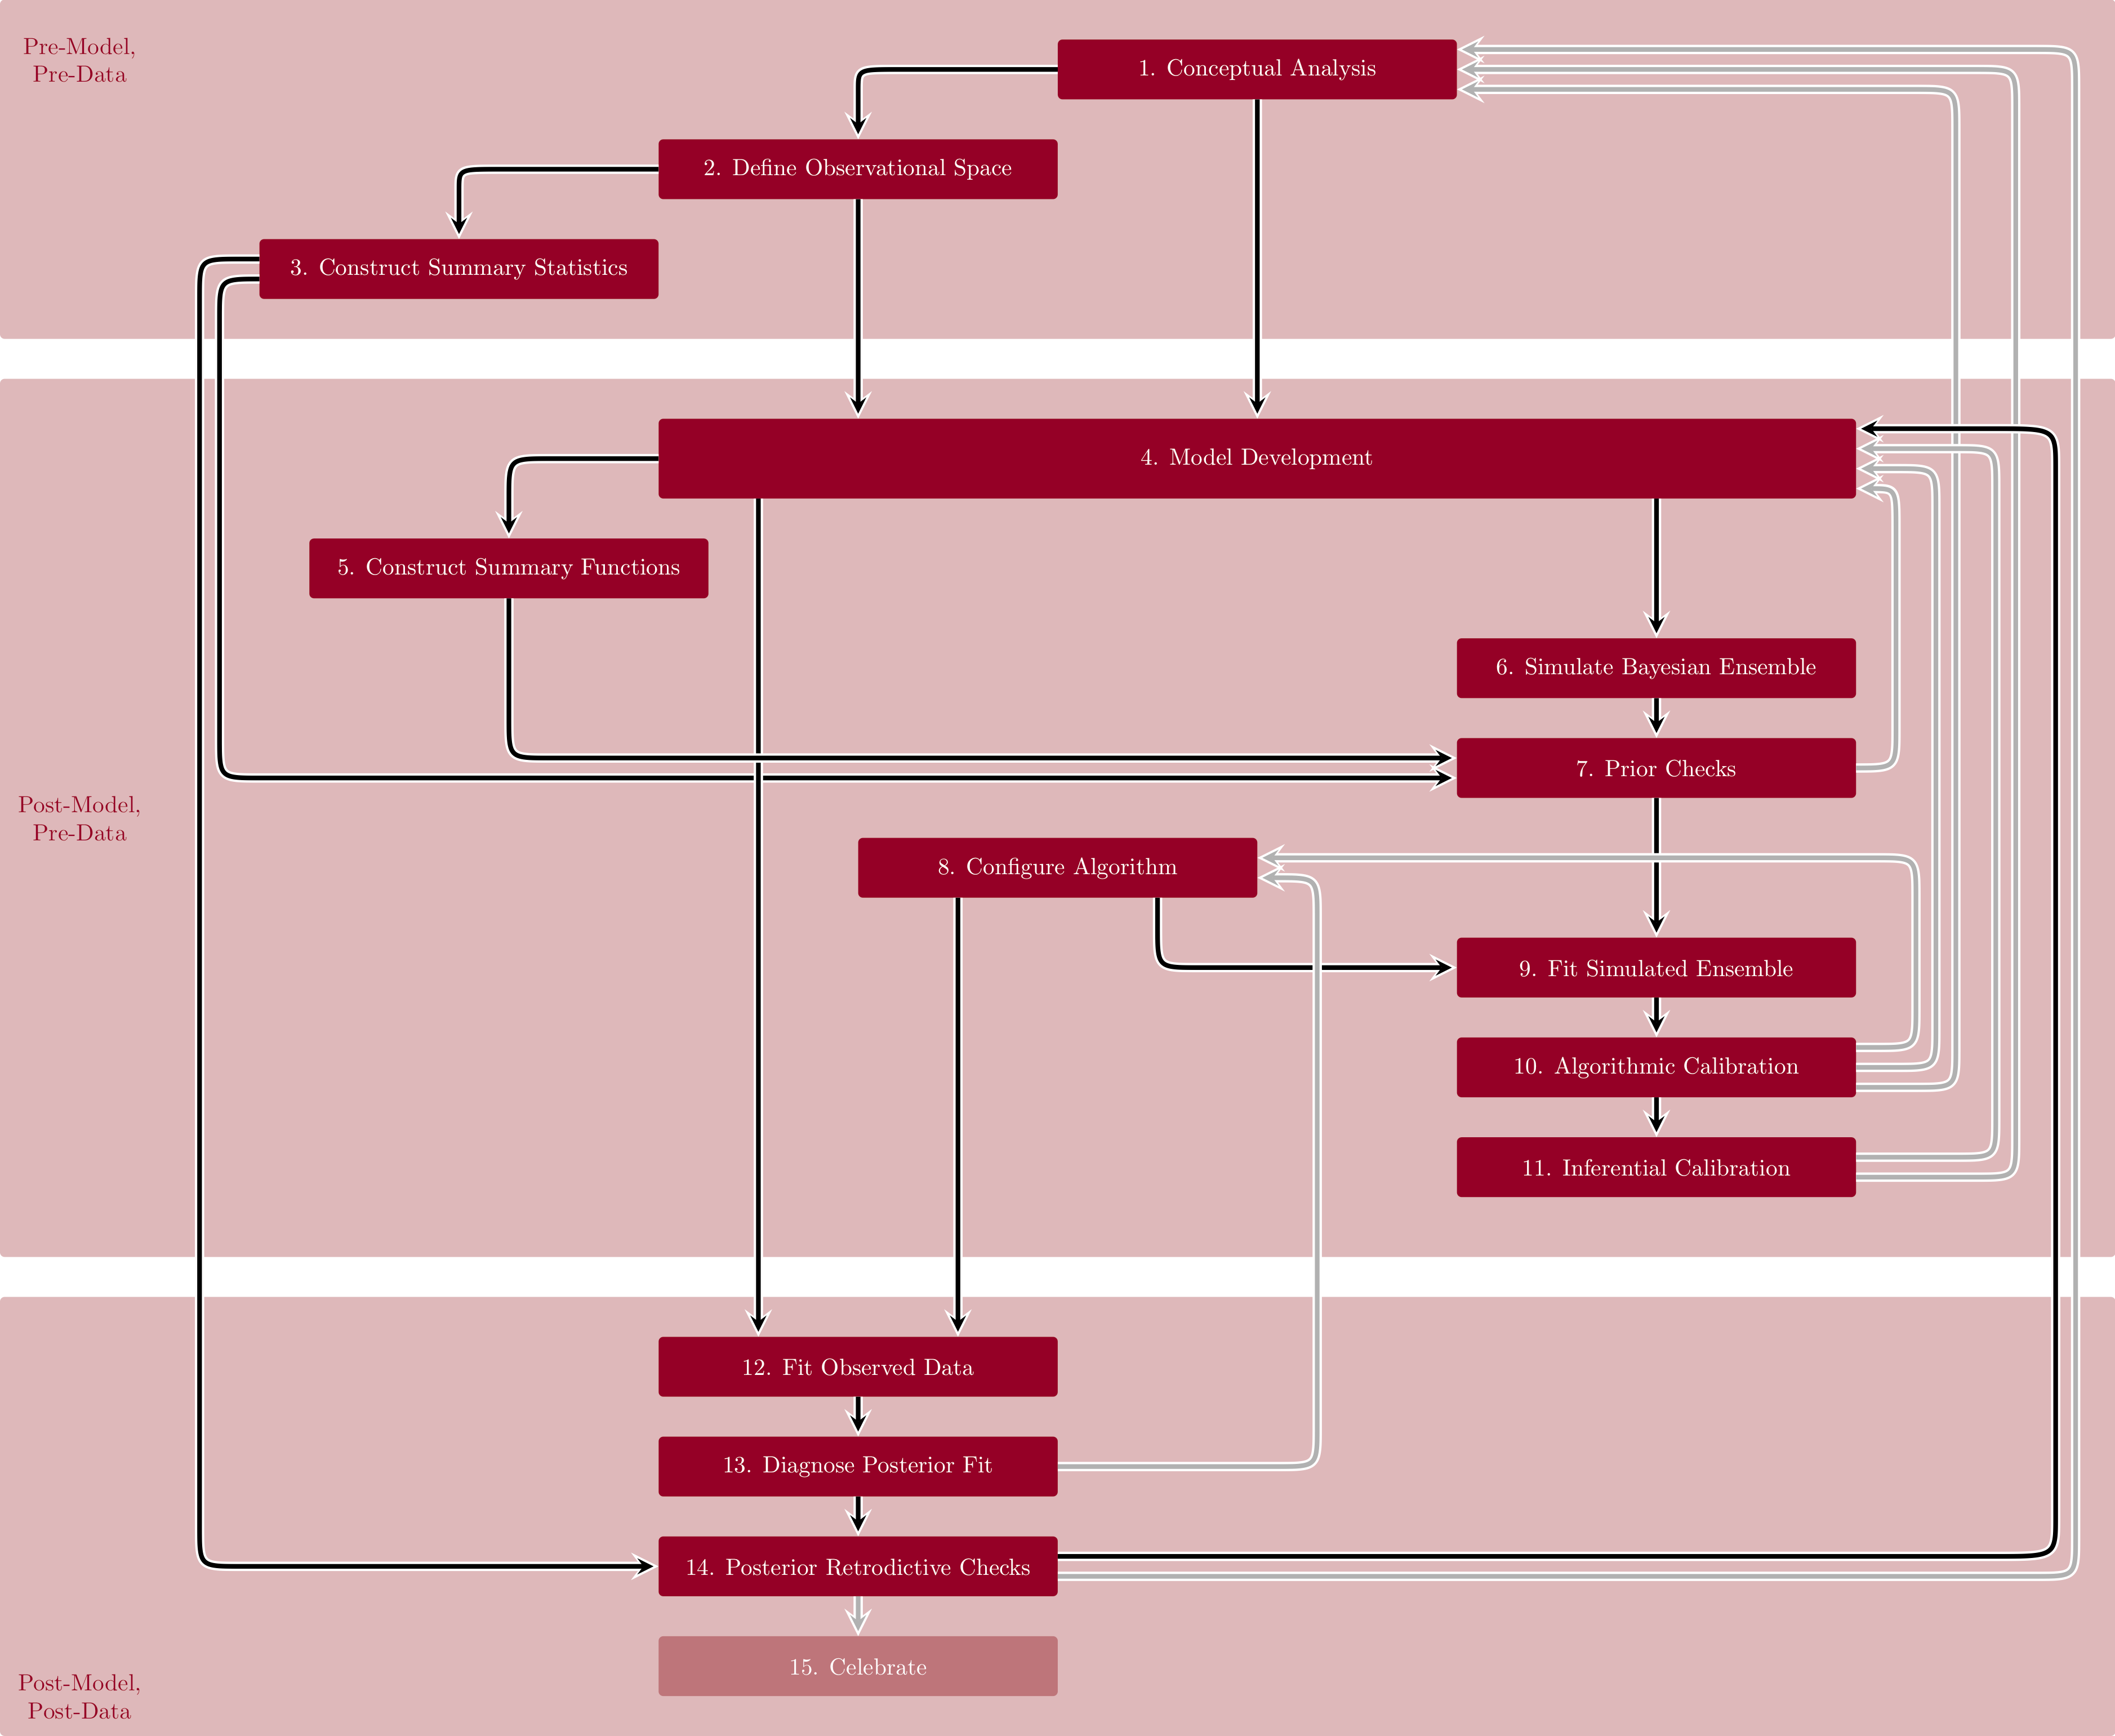 Pre-Model,
Pre-Data
1. Conceptual Analysis
2. Define Observational Space
3. Construct Summary Statistics
4. Model Development
5. Construct Summary Functions
6. Simulate Bayesian Ensemble
7. Prior Checks
Post-Model,
Pre-Data
8. Configure Algorithm
9. Fit Simulated Ensemble
10. Algorithmic Calibration
11. Inferential Calibration
12. Fit Observed Data
13. Diagnose Posterior Fit
14. Posterior Retrodictive Checks
15. Celebrate
Post-Model,
Post-Data